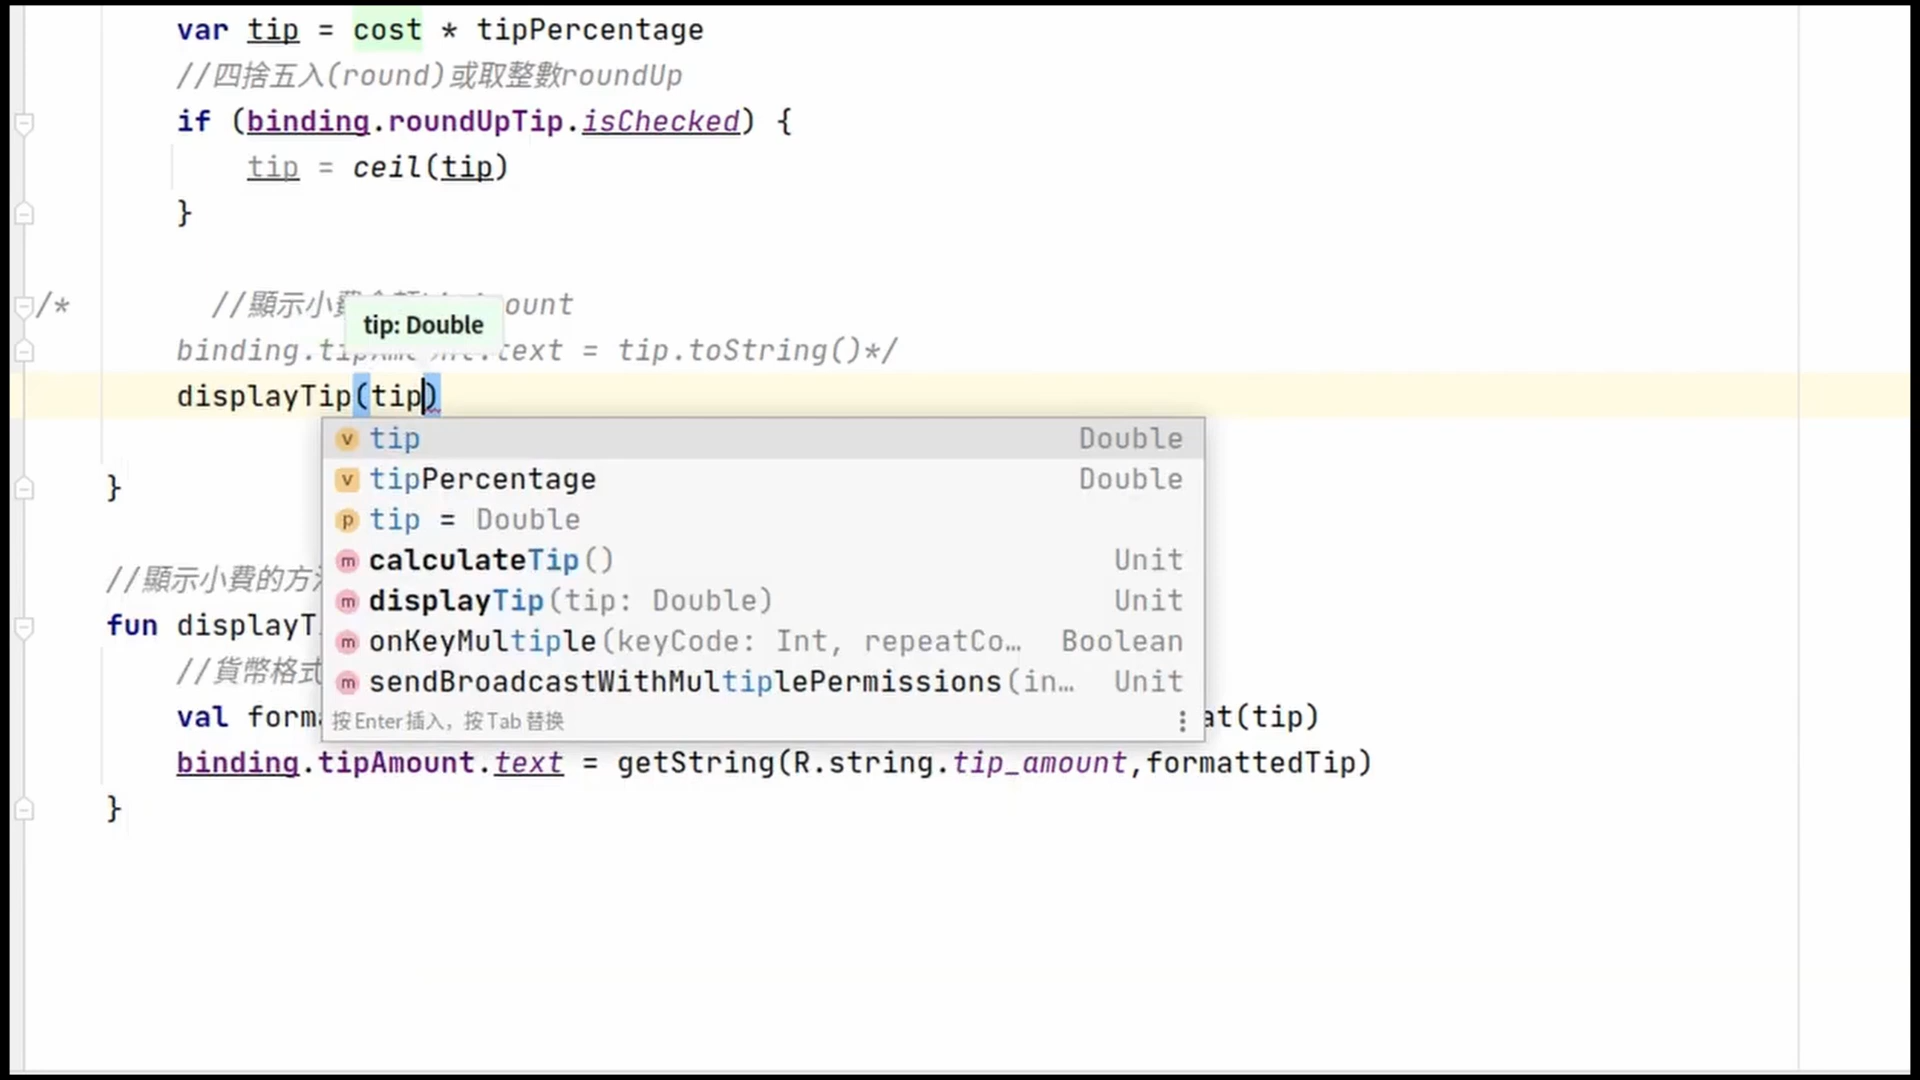 var tip = cost * tipPercentage
//四捨五入(round)或取整數roundUp
if (binding.roundUpTip.isChecked) {
tip = ceil(tip)
}
/* //顯示小費 ount
tip: Double
binding.tipAmount.text = tip.toString()*/
displayTip(tip)
tip Double
tipPercentage Double
tip = Double
}
calculateTip() Unit
//顯示小費的方
displayTip(tip: Double) Unit
fun displayT
onKeyMultiple(keyCode: Int, repeatCo… Boolean
//貨幣格式
sendBroadcastWithMultiplePermissions(in… Unit
val form at(tip)
按Enter插入，按Tab替换
binding.tipAmount.text = getString(R.string.tip_amount,formattedTip)
}